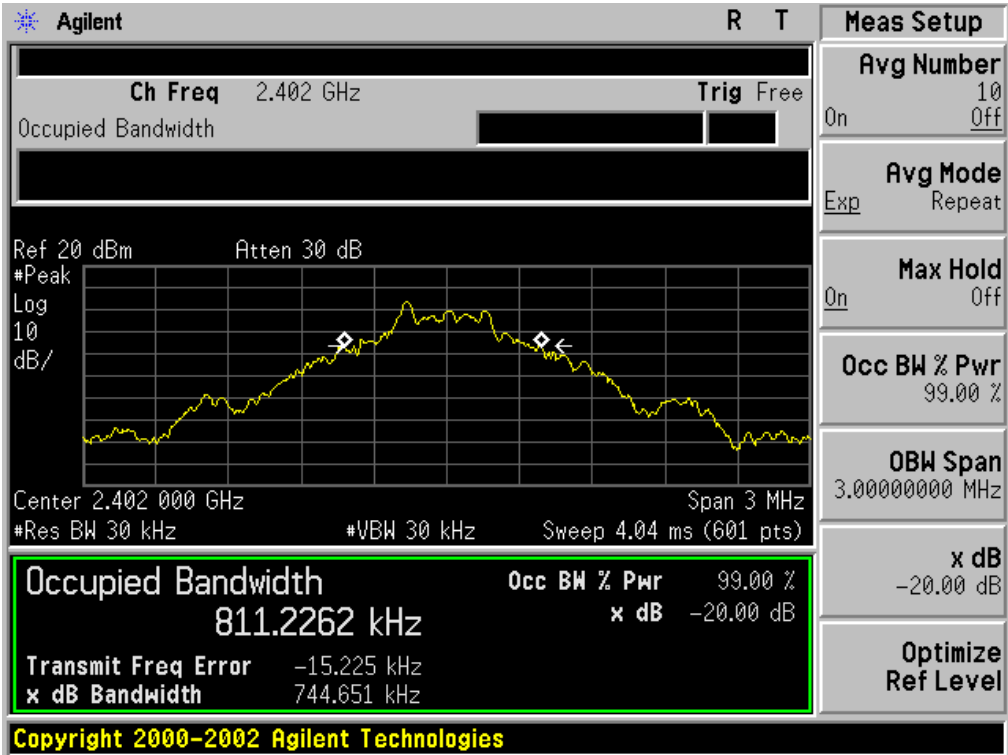 Agilent
R T
Ch Freq 2.402 GHz Trig Free
Occupied Bandwidth
Ref 20 dBm Atten 30 dB
#Peak
Log
10
dB/
Center 2.402 000 GHz Span 3 MHz
#Res BW 30 kHz #VBW 30 kHz Sweep 4.04 ms (601 pts)
Occupied Bandwidth
811.2262 kHz
Occ BW % Pwr 99.00 %
x dB -20.00 dB
Transmit Freq Error -15.225 kHz
x dB Bandwidth 744.651 kHz
Copyright 2000-2002 Agilent Technologies
Meas Setup
Avg Number
10
On Off
Avg Mode
Exp Repeat
Max Hold
On Off
Occ BW % Pwr
99.00 %
OBW Span
3.00000000 MHz
x dB
-20.00 dB
Optimize
Ref Level